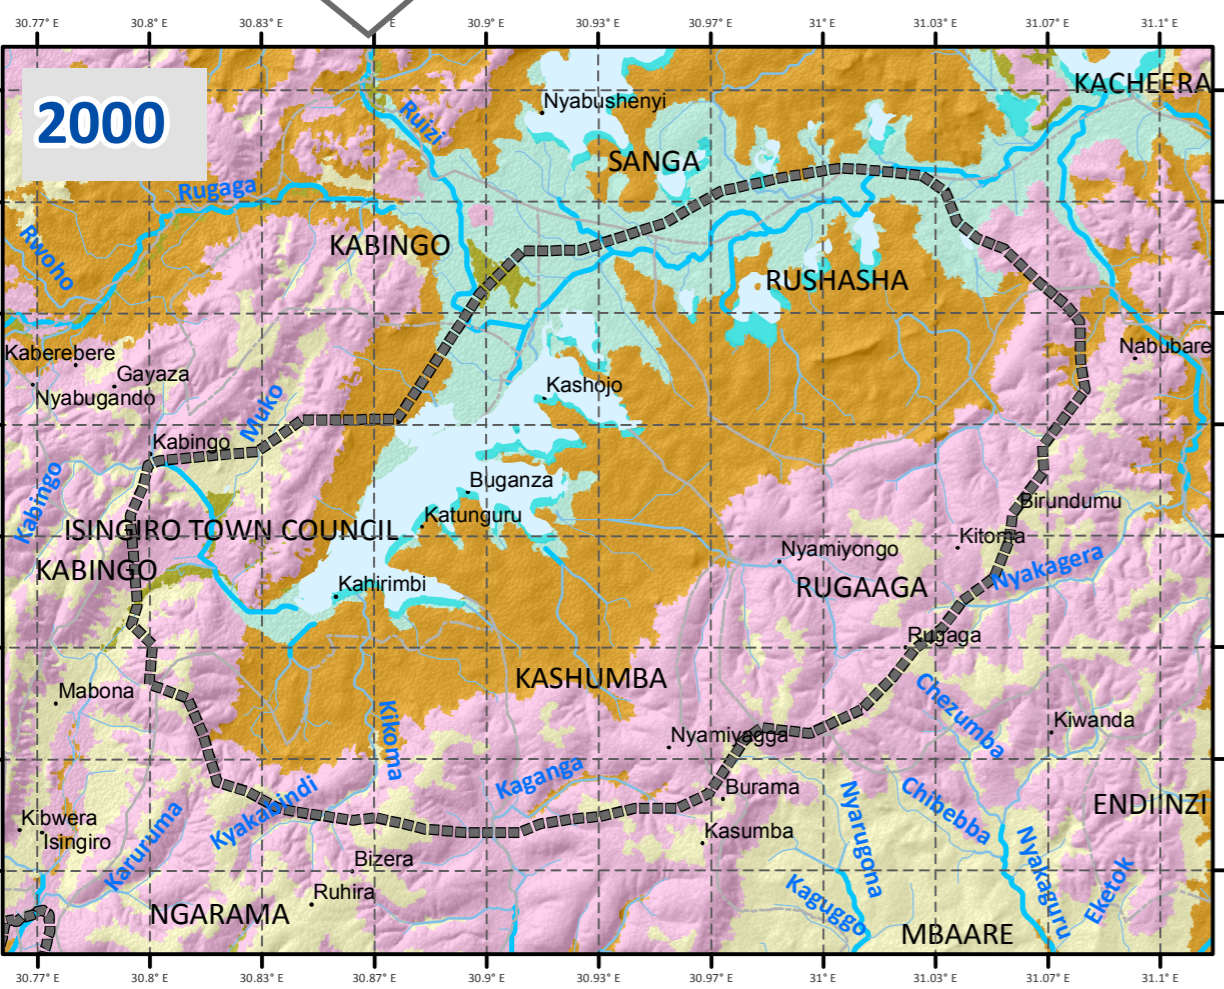 30.77° E 30.8° E 30.83° E E 30.9° E 30.93° E 30.97° E 31° E 31.03° E 31.07° E 31.1° E
2000
KACHEERA
Nyabushenyi
Ruizi
SANGA
Rugaga
KABINGO
Rwoho
RUSHASHA
Kaberebere
Nabubare
Gayaza
Nyabugando
Kashojo
Muko
Kabingo
Kabingo
Buganza
Birundumu
Katunguru
ISINGIRO TOWN COUNCIL
Kitoma
Nyamiyongo
KABINGO
Nyakagera
Kahirimbi
RUGAAGA
Rugaga
KASHUMBA
Mabona
Chezumba
Kiwanda
Kikoma
Nyamiyagga
Kaganga
Burama
ENDIINZI
Kyakabindi
Chibebba
Kibwera
Kasumba
Isingiro
Karuruma
Nyarugona
Bizera
Nyakaguru
Eketok
Ruhira
Kaguggo
NGARAMA
MBAARE
30.77° E 30.8° E 30.83° E 30.87° E 30.9° E 30.93° E 30.97° E 31° E 31.03° E 31.07° E 31.1° E